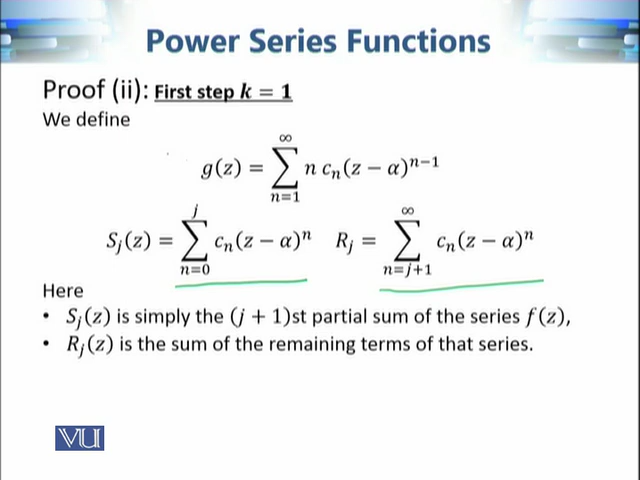 Power Series Functions
Proof (ii): First step k = 1
We define
g(z) = ∑_{n=1}^{∞} n c_n(z − α)^{n−1}
S_j(z) = ∑_{n=0}^{j} c_n(z − α)^n R_j = ∑_{n=j+1}^{∞} c_n(z − α)^n
Here
• S_j(z) is simply the (j + 1)st partial sum of the series f(z),
• R_j(z) is the sum of the remaining terms of that series.
VU